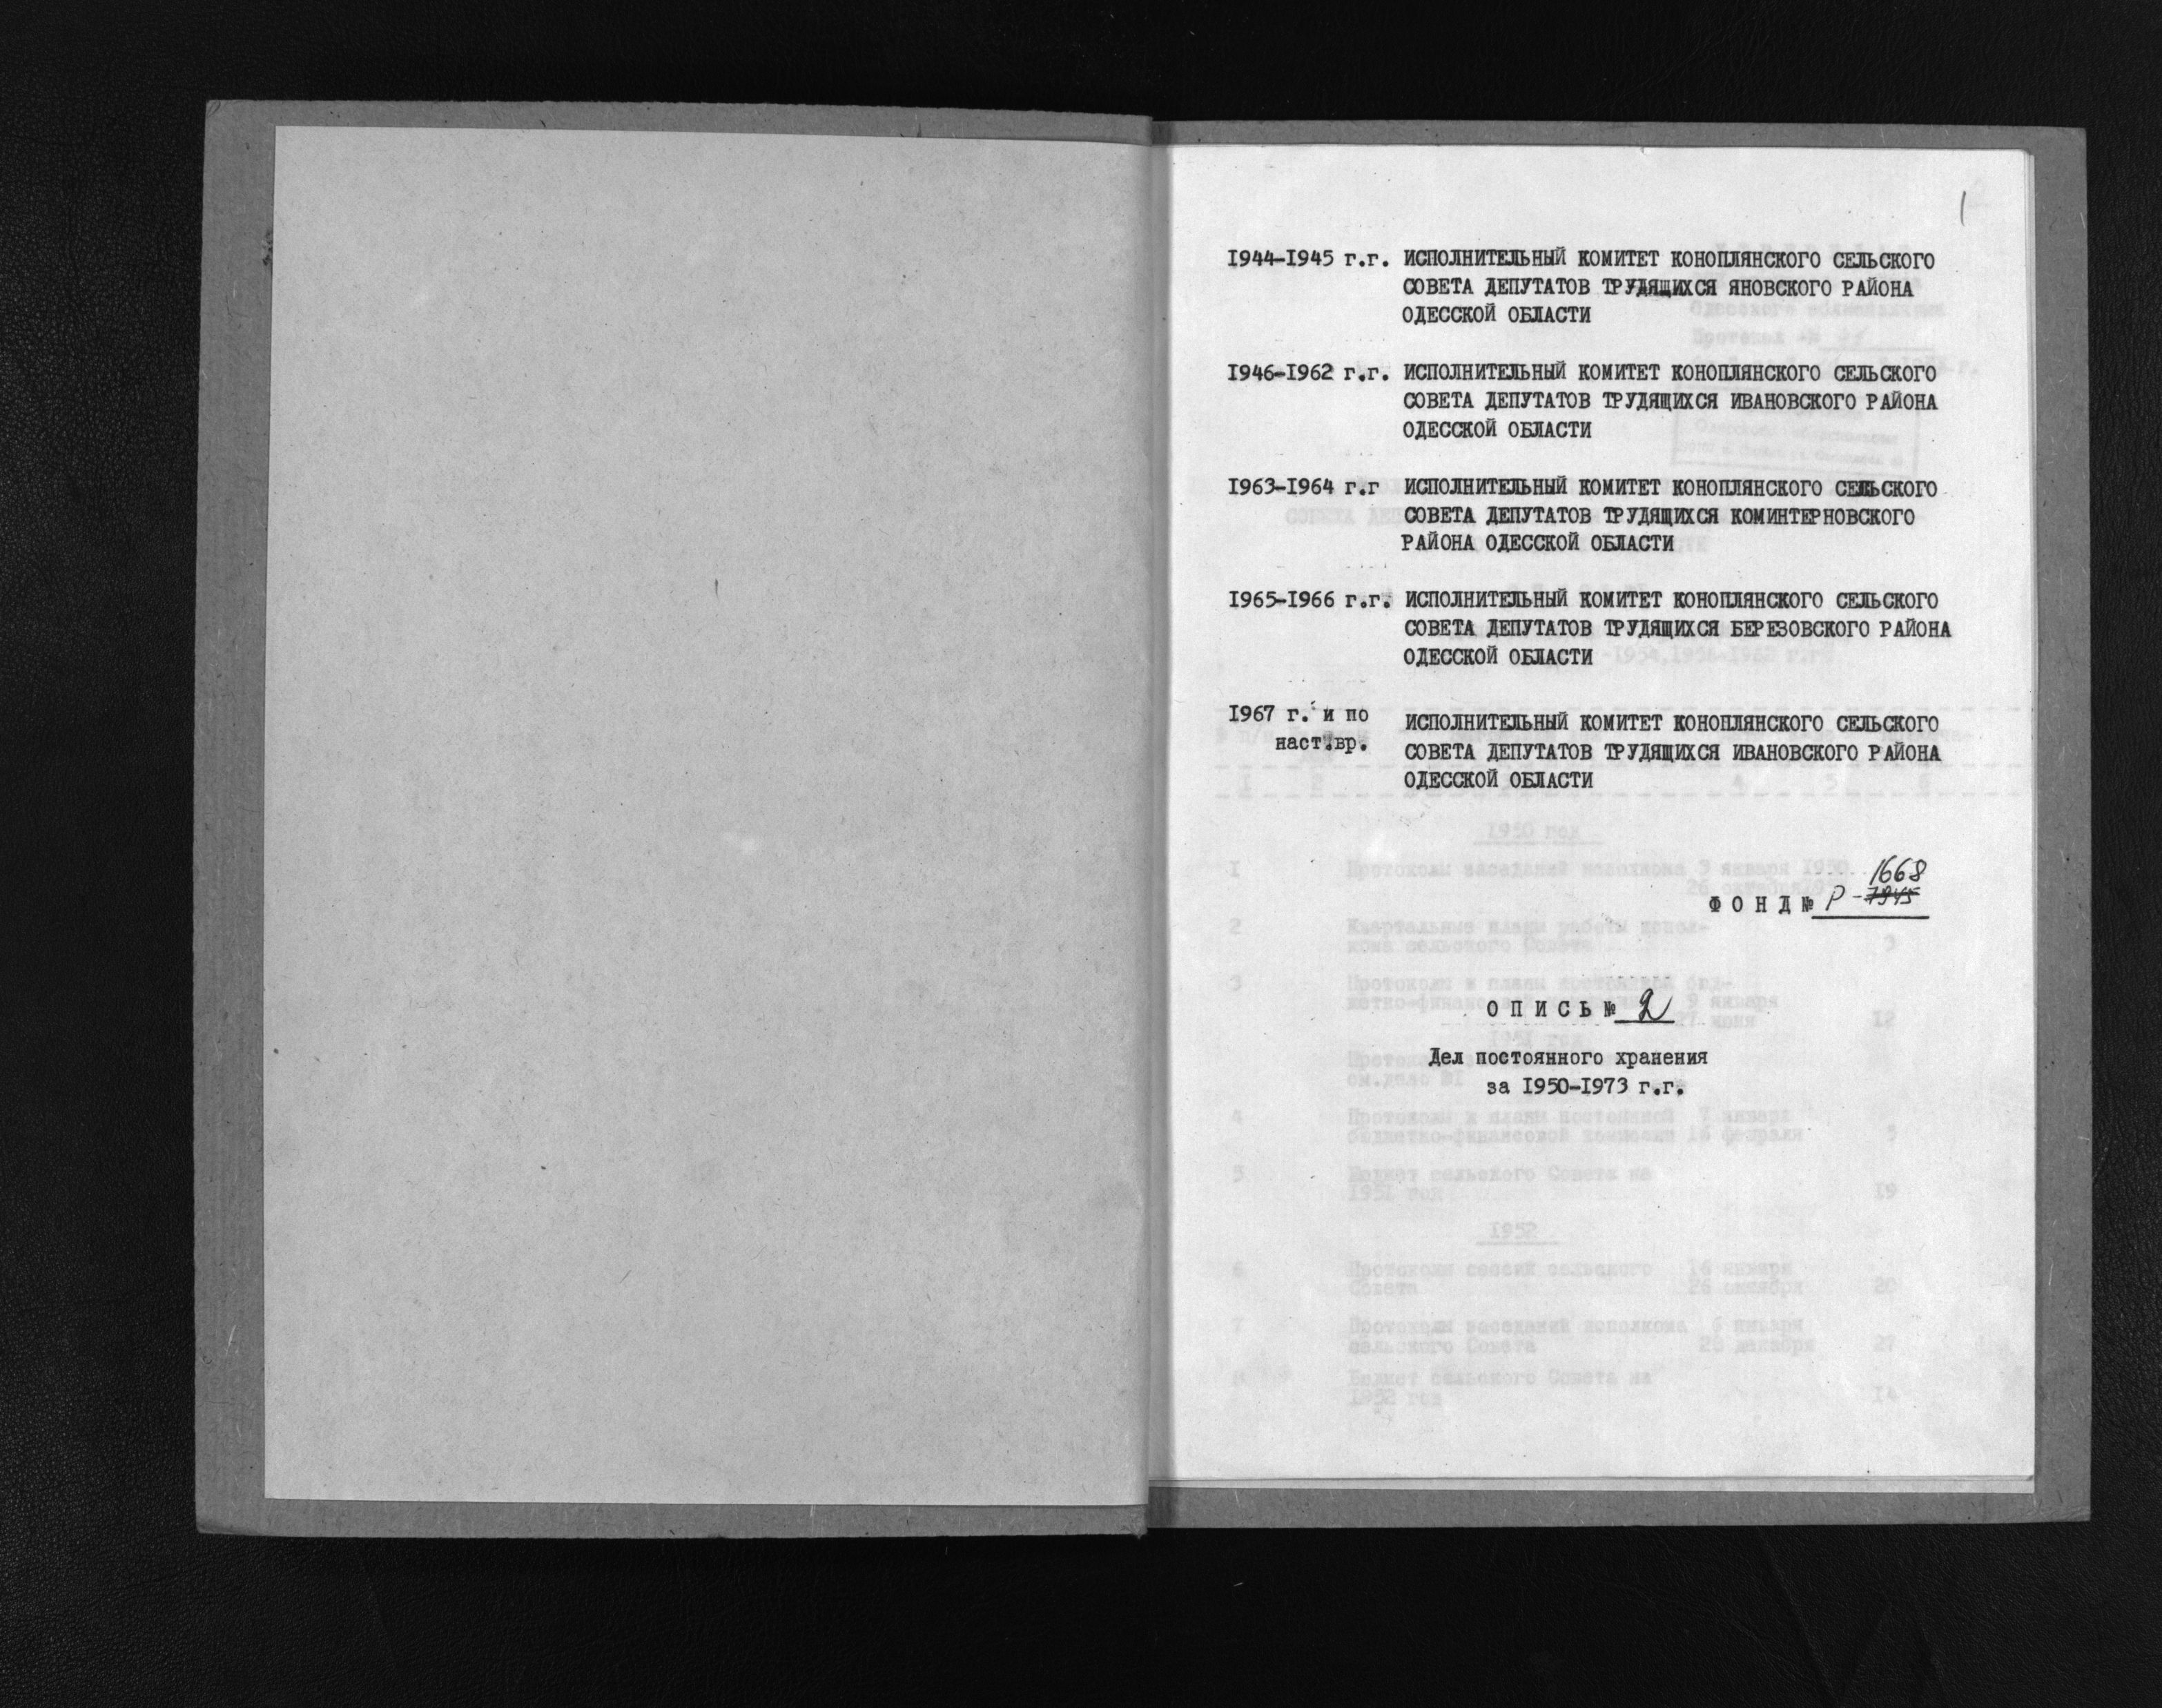 1
1944-1945 г.г. ИСПОЛНИТЕЛЬНЫЙ КОМИТЕТ КОНОПЛЯНСКОГО СЕЛЬСКОГО
СОВЕТА ДЕПУТАТОВ ТРУДЯЩИХСЯ ЯНОВСКОГО РАЙОНА
ОДЕССКОЙ ОБЛАСТИ
1946-1962 г.г. ИСПОЛНИТЕЛЬНЫЙ КОМИТЕТ КОНОПЛЯНСКОГО СЕЛЬСКОГО
СОВЕТА ДЕПУТАТОВ ТРУДЯЩИХСЯ ИВАНОВСКОГО РАЙОНА
ОДЕССКОЙ ОБЛАСТИ
1963-1964 г.г ИСПОЛНИТЕЛЬНЫЙ КОМИТЕТ КОНОПЛЯНСКОГО СЕЛЬСКОГО
СОВЕТА ДЕПУТАТОВ ТРУДЯЩИХСЯ КОМИНТЕРНОВСКОГО
РАЙОНА ОДЕССКОЙ ОБЛАСТИ
1965-1966 г.г. ИСПОЛНИТЕЛЬНЫЙ КОМИТЕТ КОНОПЛЯНСКОГО СЕЛЬСКОГО
СОВЕТА ДЕПУТАТОВ ТРУДЯЩИХСЯ БЕРЕЗОВСКОГО РАЙОНА
ОДЕССКОЙ ОБЛАСТИ
1967 г. и по наст.вр. ИСПОЛНИТЕЛЬНЫЙ КОМИТЕТ КОНОПЛЯНСКОГО СЕЛЬСКОГО
СОВЕТА ДЕПУТАТОВ ТРУДЯЩИХСЯ ИВАНОВСКОГО РАЙОНА
ОДЕССКОЙ ОБЛАСТИ
1668
Ф О Н Д № Р - 7945
О П И С Ь № 2
Дел постоянного хранения
за 1950-1973 г.г.